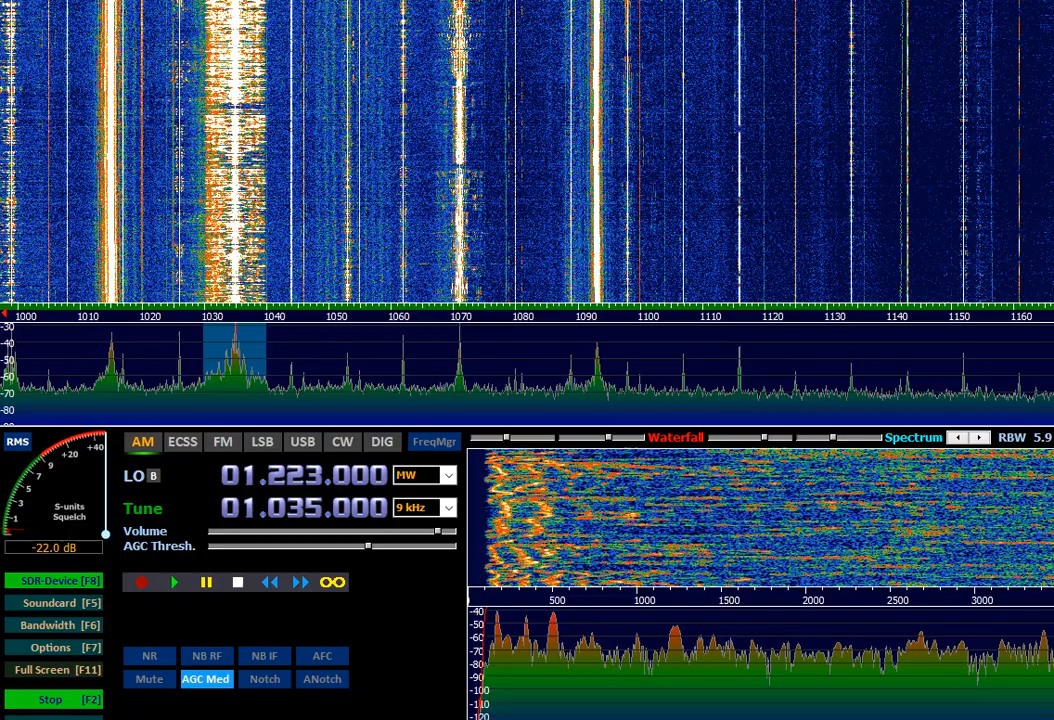 1000 1010 1020 1030 1040 1050 1060 1070 1080 1090 1100 1110 1120 1130 1140 1150 1160
-30
-40
-50
-60
-70
-80
RMS
+40
+20
9
7
5
3
1
S-units
Squelch
-22.0 dB
AM ECSS FM LSB USB CW DIG FreqMgr
LO B 01.223.000 MW
Tune 01.035.000 9 kHz
Volume
AGC Thresh.
Waterfall Spectrum RBW 5.9
SDR-Device [F8]
Soundcard [F5]
Bandwidth [F6]
Options [F7]
Full Screen [F11]
Stop [F2]
NR NB RF NB IF AFC
Mute AGC Med Notch ANotch
500 1000 1500 2000 2500 3000
-40
-50
-60
-70
-80
-90
-100
-110
-120